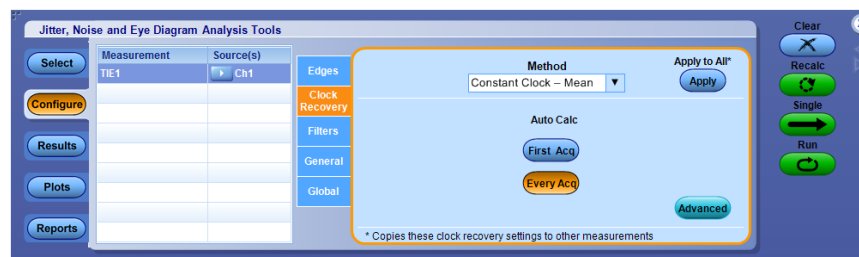 Jitter, Noise and Eye Diagram Analysis Tools
Clear
Select
Measurement Source(s)
TIE1 Ch1
Edges
Method
Apply to All*
Constant Clock – Mean
Apply
Recalc
Configure
Clock
Recovery
Single
Auto Calc
Filters
First Acq
Results
Run
General
Every Acq
Plots
Global
Advanced
Reports
* Copies these clock recovery settings to other measurements